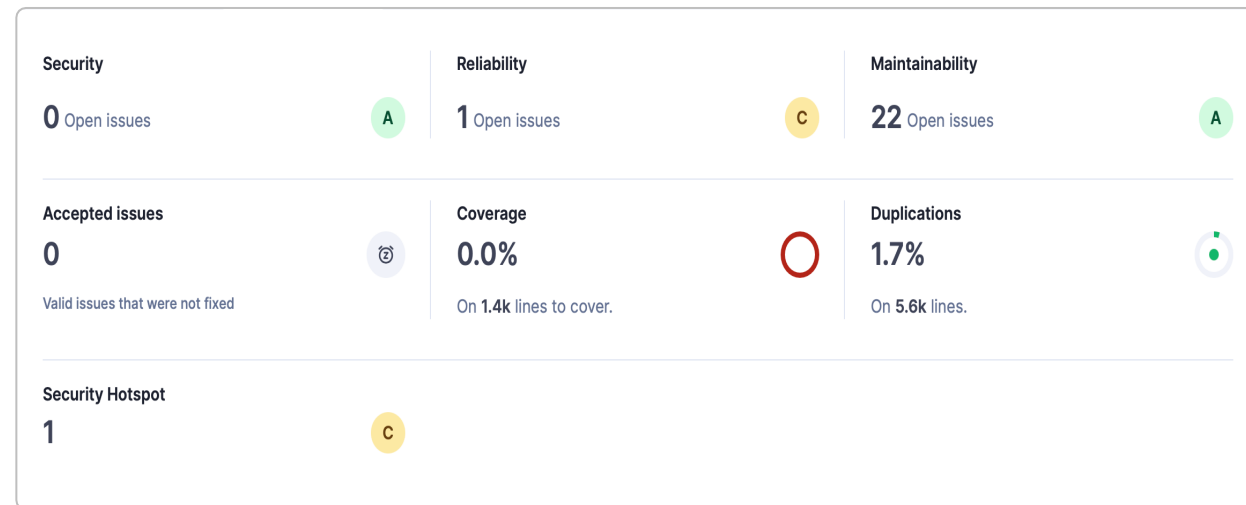 Security
0 Open issues
A
Reliability
1 Open issues
C
Maintainability
22 Open issues
A
Accepted issues
0
Valid issues that were not fixed
Coverage
0.0%
On 1.4k lines to cover.
Duplications
1.7%
On 5.6k lines.
Security Hotspot
1
C